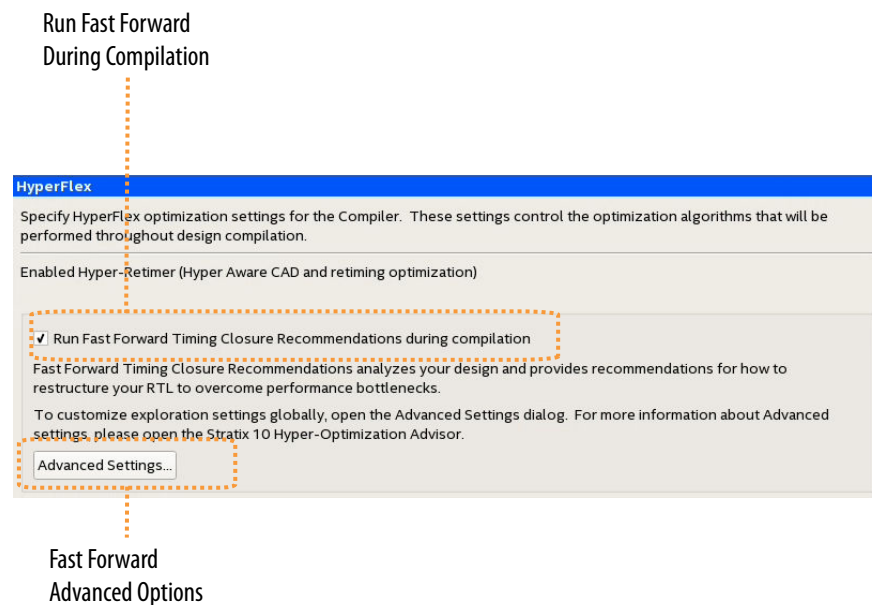 Run Fast Forward
During Compilation
HyperFlex
Specify HyperFlex optimization settings for the Compiler. These settings control the optimization algorithms that will be
performed throughout design compilation.
Enabled Hyper-Retimer (Hyper Aware CAD and retiming optimization)
Run Fast Forward Timing Closure Recommendations during compilation
Fast Forward Timing Closure Recommendations analyzes your design and provides recommendations for how to
restructure your RTL to overcome performance bottlenecks.
To customize exploration settings globally, open the Advanced Settings dialog. For more information about Advanced
settings, please open the Stratix 10 Hyper-Optimization Advisor.
Advanced Settings...
Fast Forward
Advanced Options